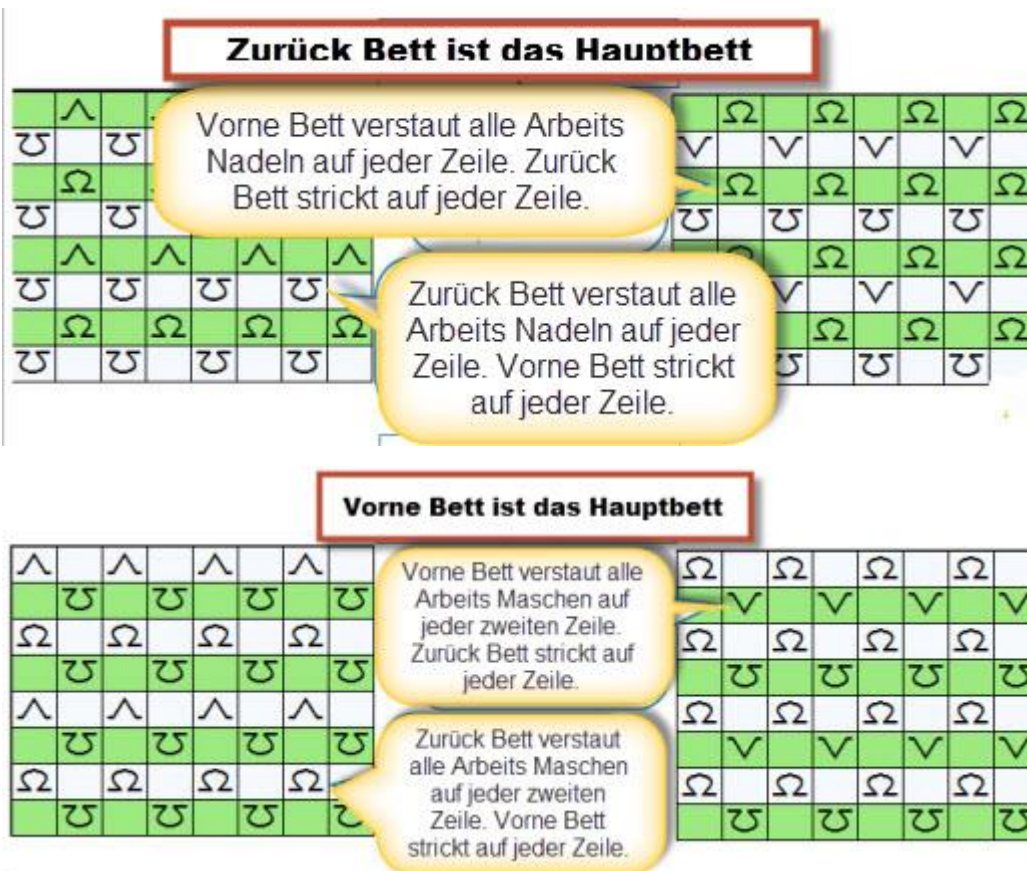 Zurück Bett ist das Hauptbett
Vorne Bett verstaut alle Arbeits
Nadeln auf jeder Zeile. Zurück
Bett strickt auf jeder Zeile.
Zurück Bett verstaut alle
Arbeits Nadeln auf jeder
Zeile. Vorne Bett strickt
auf jeder Zeile.
Vorne Bett ist das Hauptbett
Vorne Bett verstaut alle
Arbeits Maschen auf
jeder zweiten Zeile.
Zurück Bett strickt auf
jeder Zeile.
Zurück Bett verstaut
alle Arbeits Maschen
auf jeder zweiten
Zeile. Vorne Bett
strickt auf jeder Zeile.